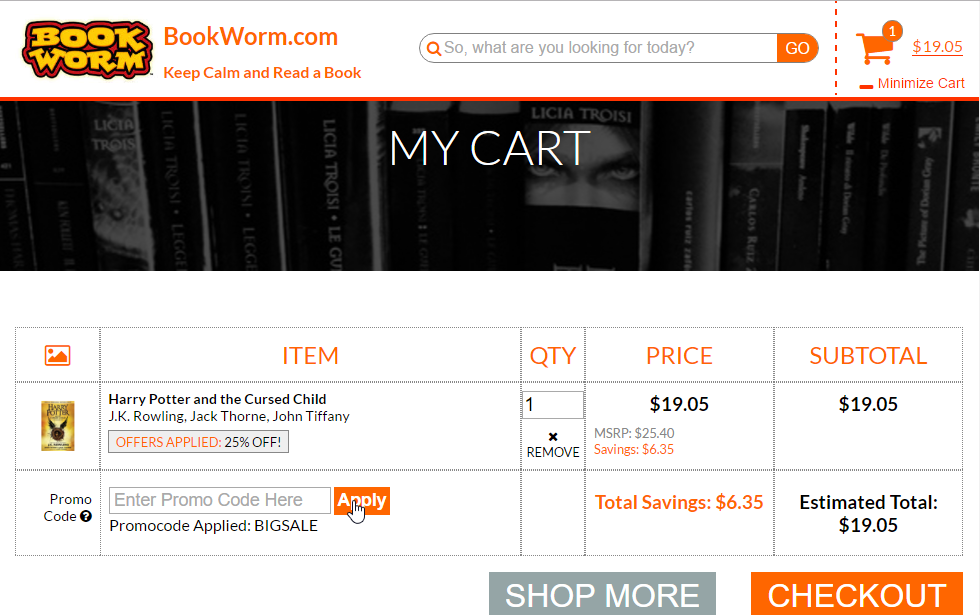 BOOK
WORM
BookWorm.com
Keep Calm and Read a Book
So, what are you looking for today?
GO
1
$19.05
Minimize Cart
LICIA TROISI
LICIA
TROISI
MY CART
ITEM
QTY
PRICE
SUBTOTAL
Harry Potter and the Cursed Child
J.K. Rowling, Jack Thorne, John Tiffany
OFFERS APPLIED: 25% OFF!
1
REMOVE
$19.05
MSRP: $25.40
Savings: $6.35
$19.05
Promo
Code
Enter Promo Code Here
Apply
Promocode Applied: BIGSALE
Total Savings: $6.35
Estimated Total:
$19.05
SHOP MORE
CHECKOUT